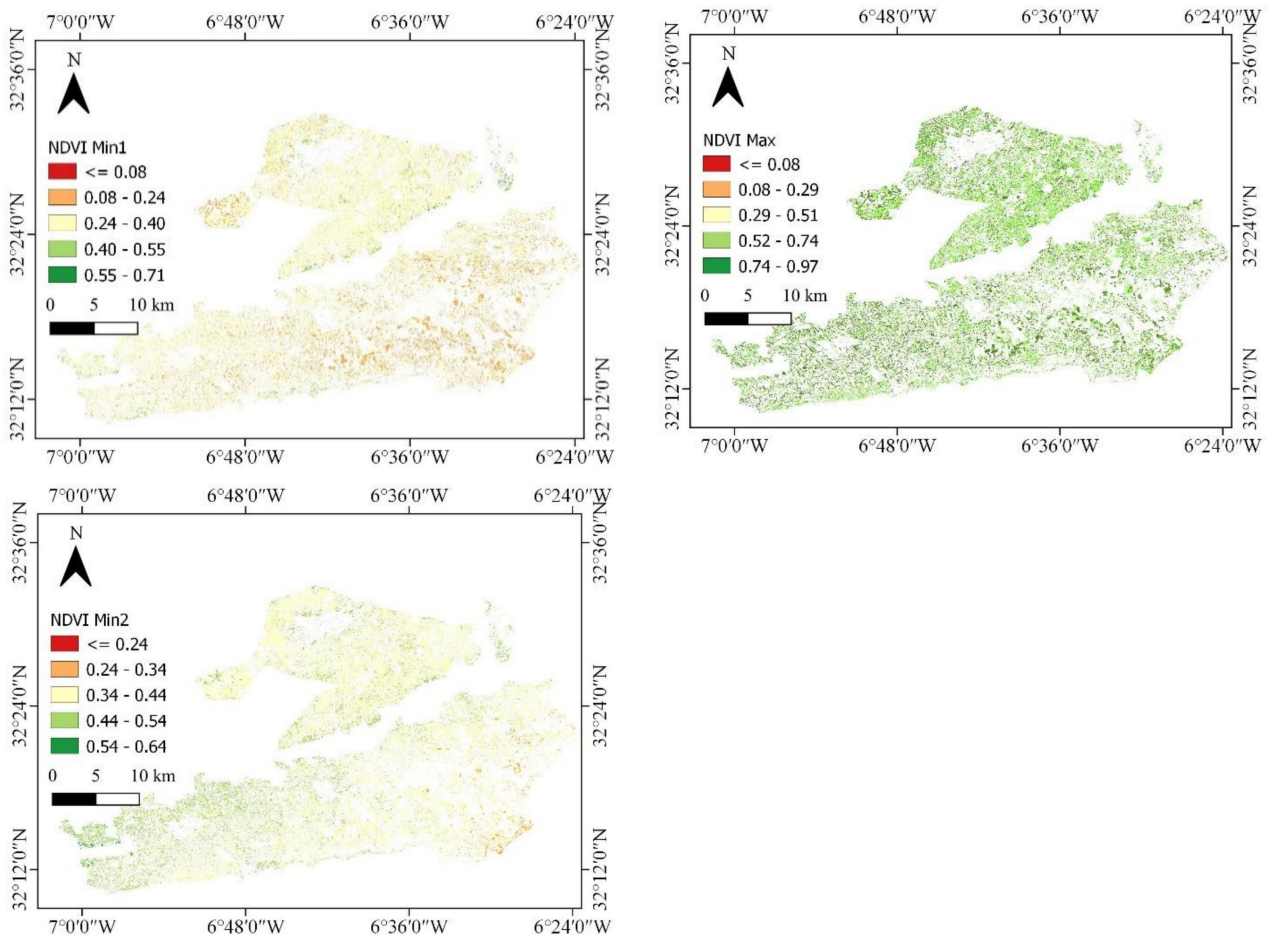 7°0'0"W 6°48'0"W 6°36'0"W 6°24'0"W
32°36'0"N
32°24'0"N
32°12'0"N
N
NDVI Min1
<= 0.08
0.08 - 0.24
0.24 - 0.40
0.40 - 0.55
0.55 - 0.71
0 5 10 km
32°36'0"N
32°24'0"N
32°12'0"N
7°0'0"W 6°48'0"W 6°36'0"W 6°24'0"W
7°0'0"W 6°48'0"W 6°36'0"W 6°24'0"W
32°36'0"N
32°24'0"N
32°12'0"N
N
NDVI Max
<= 0.08
0.08 - 0.29
0.29 - 0.51
0.52 - 0.74
0.74 - 0.97
0 5 10 km
32°36'0"N
32°24'0"N
32°12'0"N
7°0'0"W 6°48'0"W 6°36'0"W 6°24'0"W
7°0'0"W 6°48'0"W 6°36'0"W 6°24'0"W
32°36'0"N
32°24'0"N
32°12'0"N
N
NDVI Min2
<= 0.24
0.24 - 0.34
0.34 - 0.44
0.44 - 0.54
0.54 - 0.64
0 5 10 km
32°36'0"N
32°24'0"N
32°12'0"N
7°0'0"W 6°48'0"W 6°36'0"W 6°24'0"W